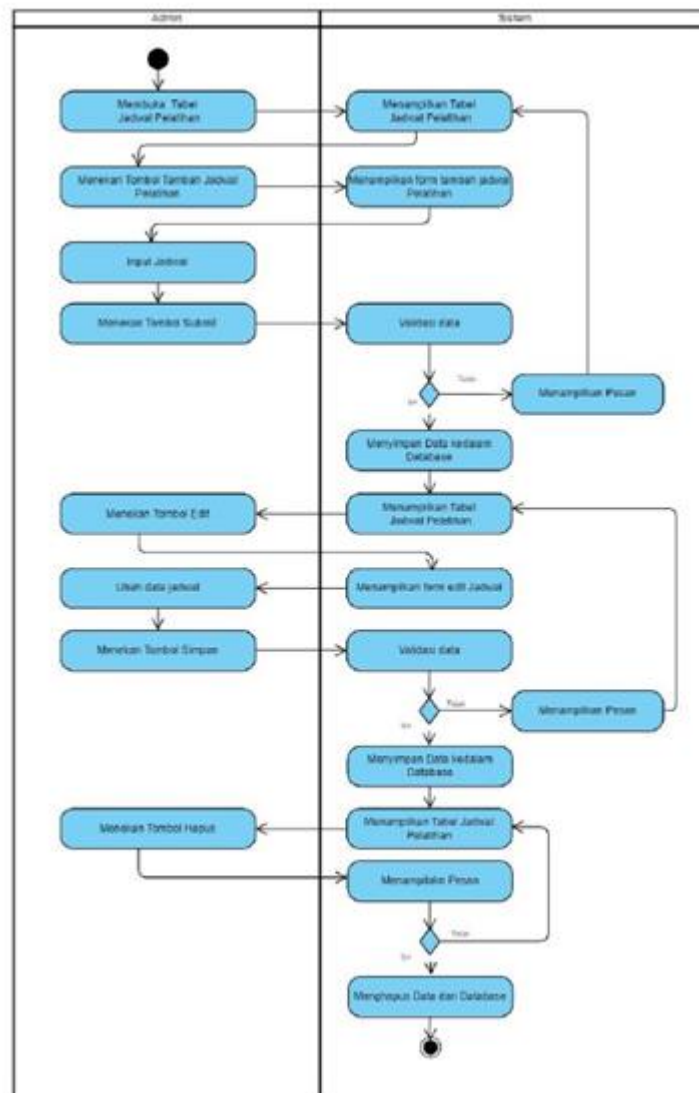 Admin
Sistem
Membuka Tabel
Jadwal Pelatihan
Menampilkan Tabel
Jadwal Pelatihan
Menekan Tombol Tambah Jadwal
Pelatihan
Menampilkan form tambah jadwal
Pelatihan
Input Jadwal
Menekan Tombol Submit
Validasi data
Tidak
Menampilkan Pesan
Menyimpan Data kedalam
Database
Menampilkan Tabel
Jadwal Pelatihan
Menekan Tombol Edit
Menampilkan form edit Jadwal
Ubah data jadwal
Menekan Tombol Simpan
Validasi data
Tidak
Menampilkan Pesan
Menyimpan Data kedalam
Database
Menampilkan Tabel Jadwal
Pelatihan
Menekan Tombol Hapus
Menampilkan Pesan
Tidak
Menghapus Data dari Database